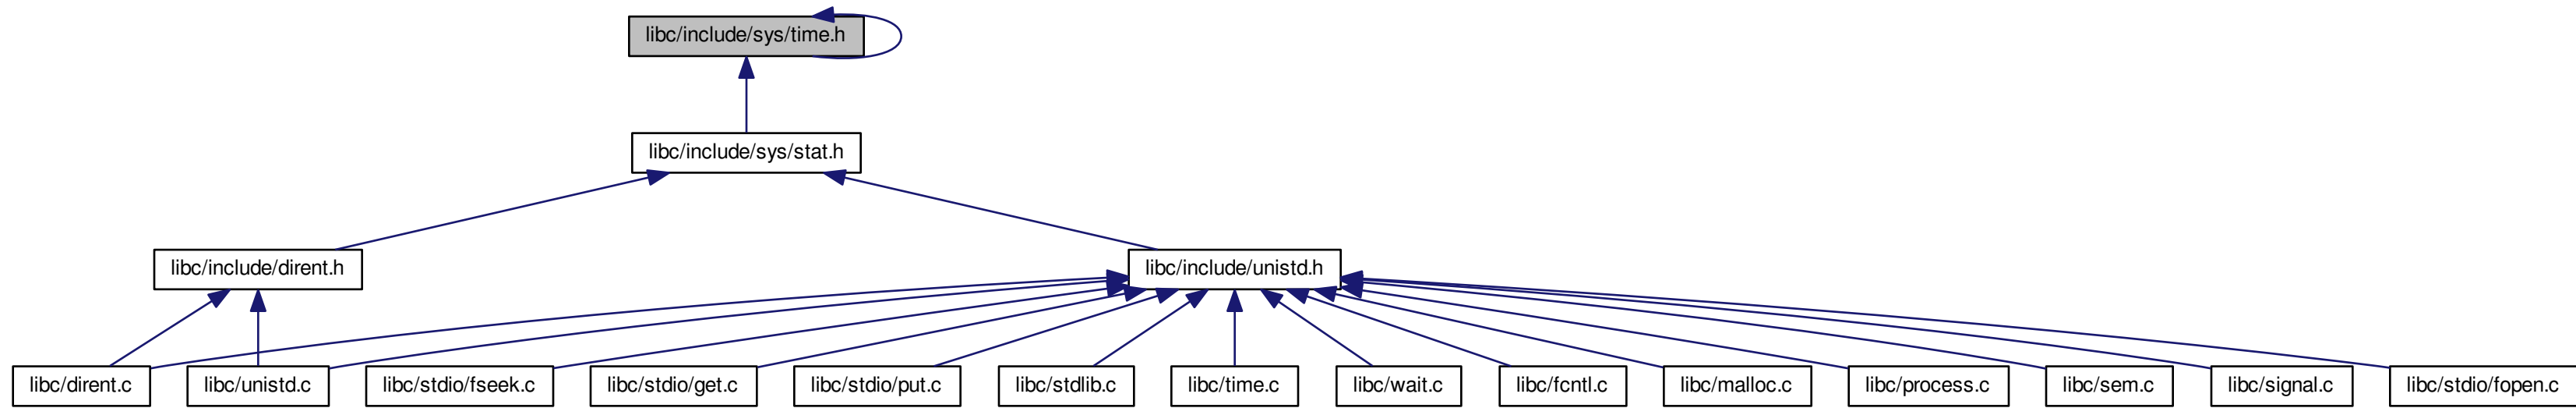 libc/include/sys/time.h
libc/include/sys/stat.h
libc/include/dirent.h
libc/include/unistd.h
libc/dirent.c
libc/unistd.c
libc/stdio/fseek.c
libc/stdio/get.c
libc/stdio/put.c
libc/stdlib.c
libc/time.c
libc/wait.c
libc/fcntl.c
libc/malloc.c
libc/process.c
libc/sem.c
libc/signal.c
libc/stdio/fopen.c